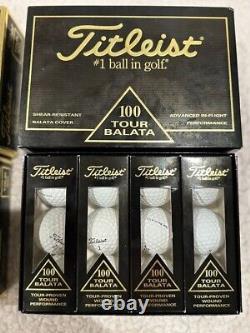 Titleist
#1 ball in golf.
SHEAR-RESISTANT
BALATA COVER
100
TOUR
BALATA
ADVANCED IN-FLIGHT
PERFORMANCE
Titleist
#1 ball in golf.
100
TOUR
BALATA
TOUR-PROVEN
WOUND
PERFORMANCE
Titleist
#1 ball in golf.
100
TOUR
BALATA
TOUR-PROVEN
WOUND
PERFORMANCE
Titleist
#1 ball in golf.
100
TOUR
BALATA
TOUR-PROVEN
WOUND
PERFORMANCE
Titleist
#1 ball in golf.
100
TOUR
BALATA
TOUR-PROVEN
WOUND
PERFORMANCE
Titleist